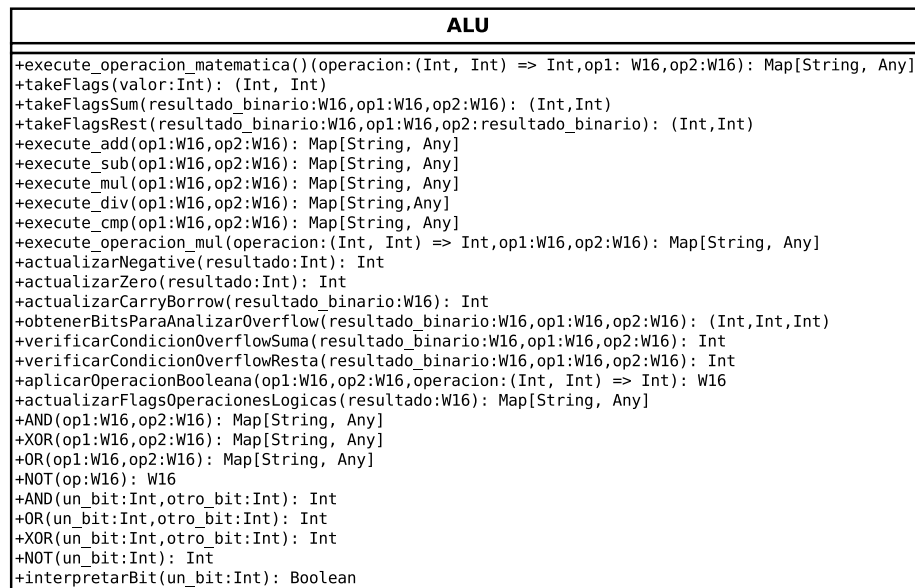 ALU
+execute_operacion_matematica()(operacion:(Int, Int) => Int,op1: W16,op2:W16): Map[String, Any]
+takeFlags(valor:Int): (Int, Int)
+takeFlagsSum(resultado_binario:W16,op1:W16,op2:W16): (Int,Int)
+takeFlagsRest(resultado_binario:W16,op1:W16,op2:resultado_binario): (Int,Int)
+execute_add(op1:W16,op2:W16): Map[String, Any]
+execute_sub(op1:W16,op2:W16): Map[String, Any]
+execute_mul(op1:W16,op2:W16): Map[String, Any]
+execute_div(op1:W16,op2:W16): Map[String,Any]
+execute_cmp(op1:W16,op2:W16): Map[String, Any]
+execute_operacion_mul(operacion:(Int, Int) => Int,op1:W16,op2:W16): Map[String, Any]
+actualizarNegative(resultado:Int): Int
+actualizarZero(resultado:Int): Int
+actualizarCarryBorrow(resultado_binario:W16): Int
+obtenerBitsParaAnalizarOverflow(resultado_binario:W16,op1:W16,op2:W16): (Int,Int,Int)
+verificarCondicionOverflowSuma(resultado_binario:W16,op1:W16,op2:W16): Int
+verificarCondicionOverflowResta(resultado_binario:W16,op1:W16,op2:W16): Int
+aplicarOperacionBooleana(op1:W16,op2:W16,operacion:(Int, Int) => Int): W16
+actualizarFlagsOperacionesLogicas(resultado:W16): Map[String, Any]
+AND(op1:W16,op2:W16): Map[String, Any]
+XOR(op1:W16,op2:W16): Map[String, Any]
+OR(op1:W16,op2:W16): Map[String, Any]
+NOT(op:W16): W16
+AND(un_bit:Int,otro_bit:Int): Int
+OR(un_bit:Int,otro_bit:Int): Int
+XOR(un_bit:Int,otro_bit:Int): Int
+NOT(un_bit:Int): Int
+interpretarBit(un_bit:Int): Boolean